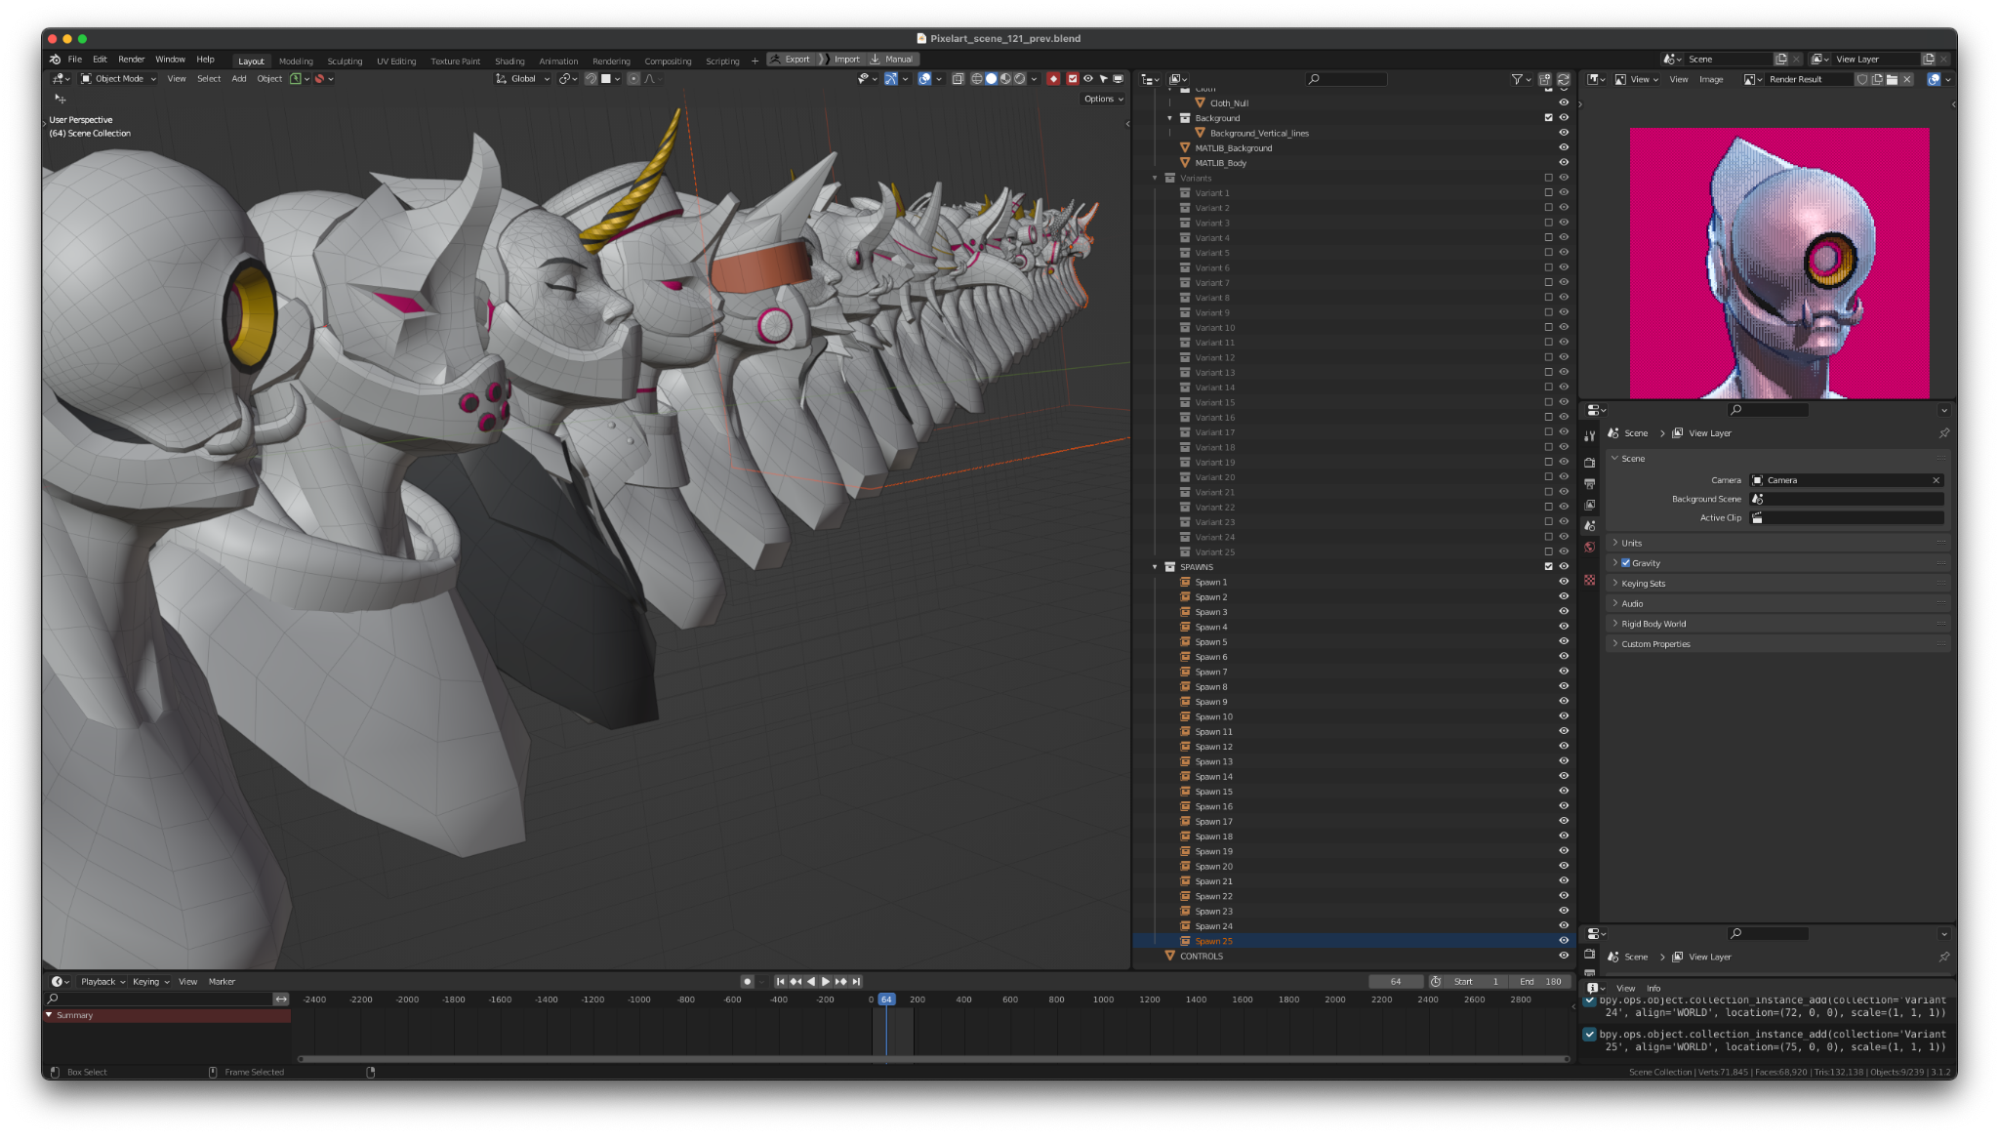 Pixelart_scene_121_prev.blend
File Edit Render Window Help Layout Modeling Sculpting UV Editing Texture Paint Shading Animation Rendering Compositing Scripting + Export Import Manual Scene View Layer
Object Mode View Select Add Object Global
Options
User Perspective
(64) Scene Collection
Cloth
Cloth_Null
Background
Background_Vertical_lines
MATLIB_Background
MATLIB_Body
Variants
Variant 1
Variant 2
Variant 3
Variant 4
Variant 5
Variant 6
Variant 7
Variant 8
Variant 9
Variant 10
Variant 11
Variant 12
Variant 13
Variant 14
Variant 15
Variant 16
Variant 17
Variant 18
Variant 19
Variant 20
Variant 21
Variant 22
Variant 23
Variant 24
Variant 25
SPAWNS
Spawn 1
Spawn 2
Spawn 3
Spawn 4
Spawn 5
Spawn 6
Spawn 7
Spawn 8
Spawn 9
Spawn 10
Spawn 11
Spawn 12
Spawn 13
Spawn 14
Spawn 15
Spawn 16
Spawn 17
Spawn 18
Spawn 19
Spawn 20
Spawn 21
Spawn 22
Spawn 23
Spawn 24
Spawn 25
CONTROLS
View View Image Render Result
Scene > View Layer
Scene
Camera Camera
Background Scene
Active Clip
Units
Gravity
Keying Sets
Audio
Rigid Body World
Custom Properties
Scene > View Layer
View Info
bpy.ops.object.collection_instance_add(collection='Variant
24', align='WORLD', location=(72, 0, 0), scale=(1, 1, 1))
bpy.ops.object.collection_instance_add(collection='Variant
25', align='WORLD', location=(75, 0, 0), scale=(1, 1, 1))
Playback Keying View Marker 64 Start 1 End 180
-2400 -2200 -2000 -1800 -1600 -1400 -1200 -1000 -800 -600 -400 -200 0 64 200 400 600 800 1000 1200 1400 1600 1800 2000 2200 2400 2600 2800
Summary
Box Select Frame Selected
Scene Collection | Verts:71,845 | Faces:68,920 | Tris:132,138 | Objects:9/239 | 3.1.2